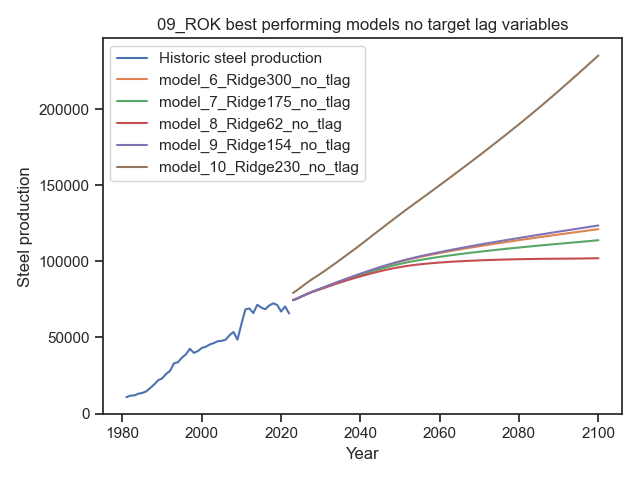 09_ROK best performing models no target lag variables
Historic steel production
model_6_Ridge300_no_tlag
model_7_Ridge175_no_tlag
model_8_Ridge62_no_tlag
model_9_Ridge154_no_tlag
model_10_Ridge230_no_tlag
Steel production
200000
150000
100000
50000
0
1980
2000
2020
2040
2060
2080
2100
Year